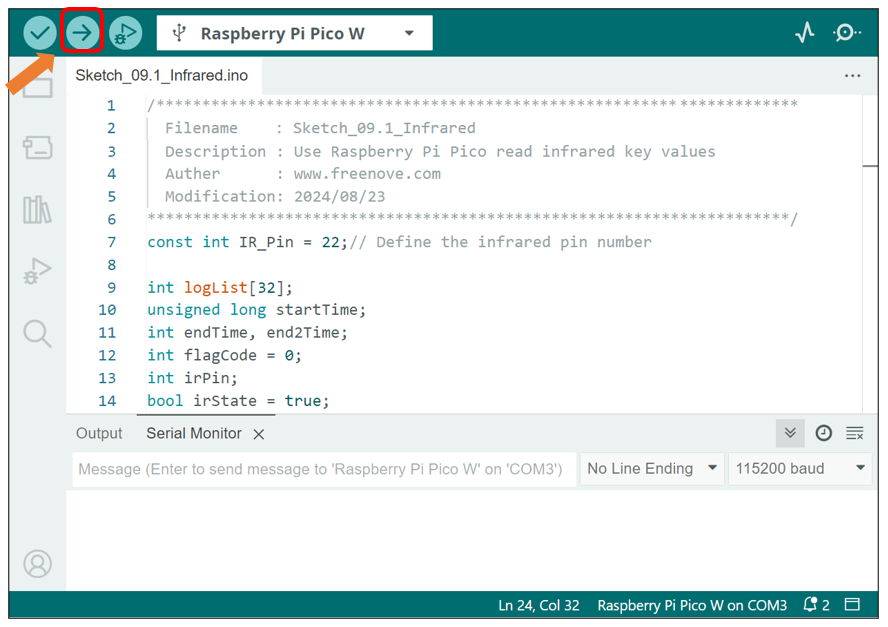 Raspberry Pi Pico W
Sketch_09.1_Infrared.ino
1 /**********************************************************************
2 Filename    : Sketch_09.1_Infrared
3 Description : Use Raspberry Pi Pico read infrared key values
4 Auther      : www.freenove.com
5 Modification: 2024/08/23
6 **********************************************************************/
7 const int IR_Pin = 22;// Define the infrared pin number
8
9 int logList[32];
10 unsigned long startTime;
11 int endTime, end2Time;
12 int flagCode = 0;
13 int irPin;
14 bool irState = true;
Output Serial Monitor
Message (Enter to send message to 'Raspberry Pi Pico W' on 'COM3') No Line Ending 115200 baud
Ln 24, Col 32 Raspberry Pi Pico W on COM3 2